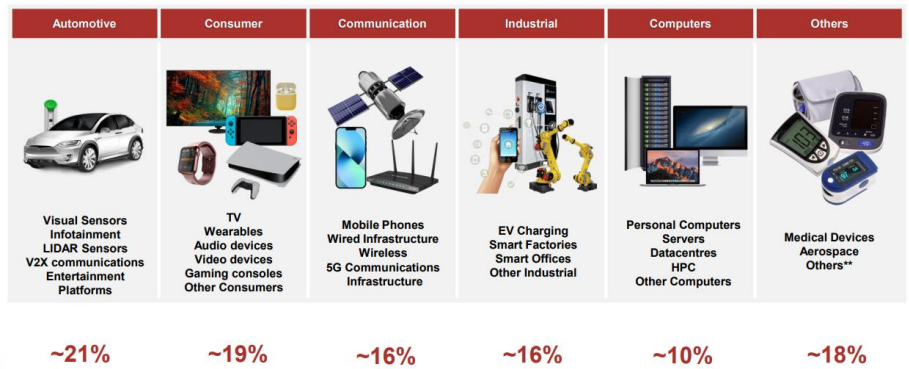 Automotive
Consumer
Communication
Industrial
Computers
Others
Visual Sensors
Infotainment
LIDAR Sensors
V2X communications
Entertainment
Platforms
TV
Wearables
Audio devices
Video devices
Gaming consoles
Other Consumers
Mobile Phones
Wired Infrastructure
Wireless
5G Communications
Infrastructure
EV Charging
Smart Factories
Smart Offices
Other Industrial
Personal Computers
Servers
Datacentres
HPC
Other Computers
Medical Devices
Aerospace
Others**
~21%
~19%
~16%
~16%
~10%
~18%